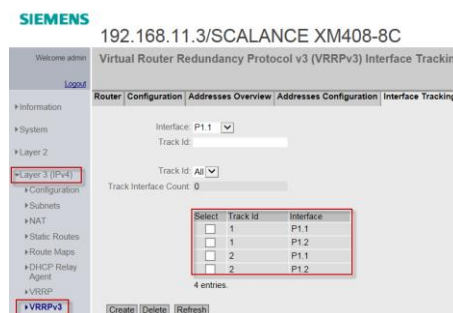 SIEMENS
192.168.11.3/SCALANCE XM408-8C
Welcome admin
Logout
Virtual Router Redundancy Protocol v3 (VRRPv3) Interface Trackin
Router Configuration Addresses Overview Addresses Configuration Interface Tracking
Information
System
Layer 2
Layer 3 (IPv4)
Configuration
Subnets
NAT
Static Routes
Route Maps
DHCP Relay
Agent
VRRP
VRRPv3
Interface: P1.1
Track Id:
Track Id: All
Track Interface Count 0
Select Track Id Interface
1 P1.1
1 P1.2
2 P1.1
2 P1.2
4 entries.
Create Delete Refresh